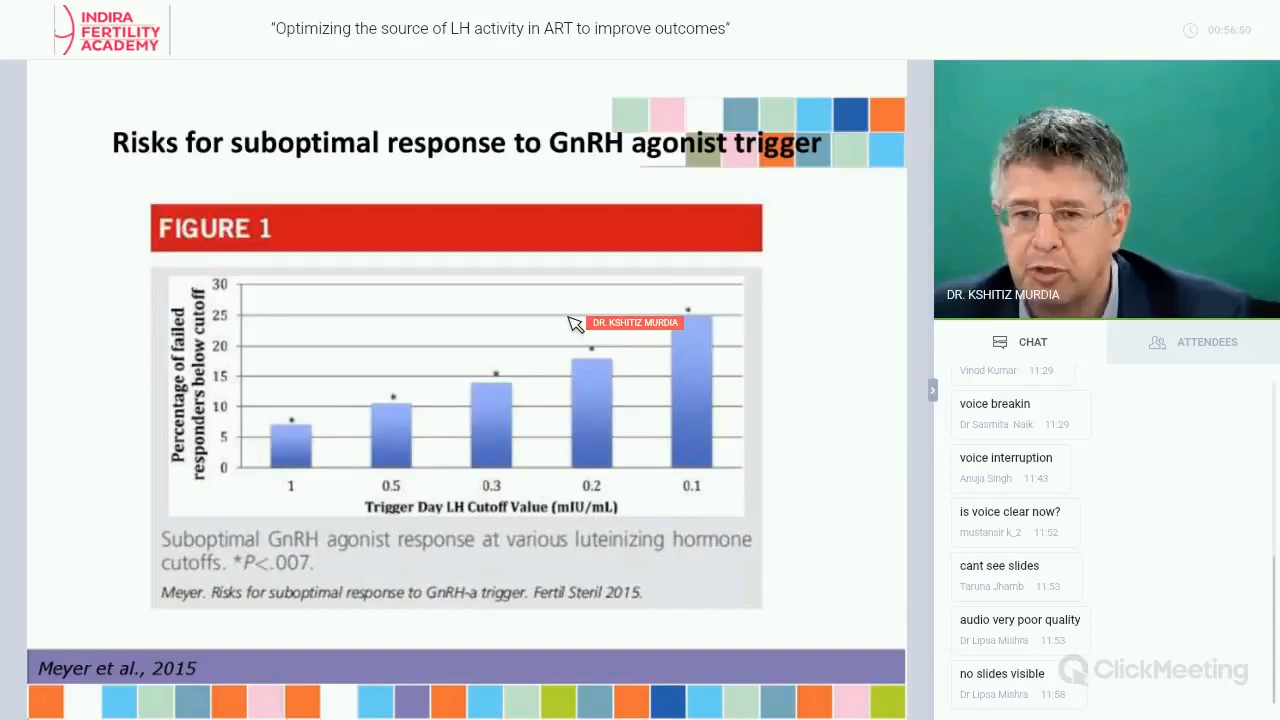 INDIRA
FERTILITY
ACADEMY
“Optimizing the source of LH activity in ART to improve outcomes”
00:56:50
Risks for suboptimal response to GnRH agonist trigger
FIGURE 1
Percentage of failed
responders below cutoff
30
25
20
15
10
5
0
DR. KSHITIZ MURDIA
*
*
*
*
*
1
0.5
0.3
0.2
0.1
Trigger Day LH Cutoff Value (mIU/mL)
Suboptimal GnRH agonist response at various luteinizing hormone
cutoffs. *P<.007.
Meyer. Risks for suboptimal response to GnRH-a trigger. Fertil Steril 2015.
Meyer et al., 2015
DR. KSHITIZ MURDIA
CHAT
ATTENDEES
Vinod Kumar 11:29
voice breakin
Dr Sasmita Naik 11:29
voice interruption
Anuja Singh 11:43
is voice clear now?
mustansir k_2 11:52
cant see slides
Taruna Jhamb 11:53
audio very poor quality
Dr Lipsa Mishra 11:53
no slides visible
Dr Lipsa Mishra 11:58
ClickMeeting